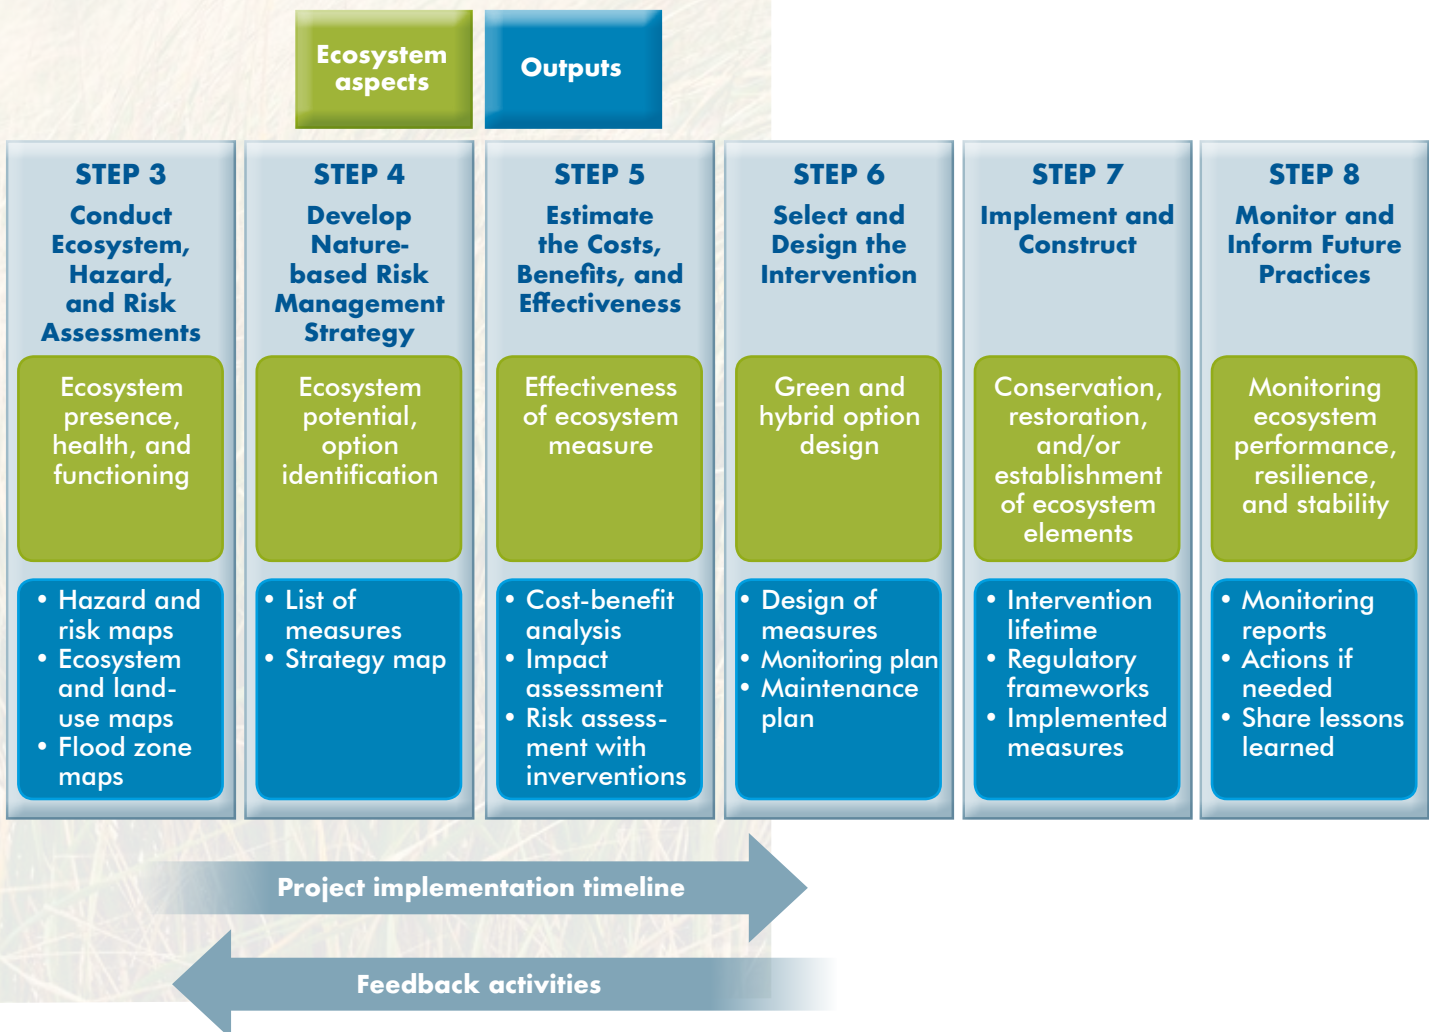 Ecosystem
aspects
Outputs
STEP 3
Conduct
Ecosystem,
Hazard,
and Risk
Assessments
Ecosystem
presence,
health, and
functioning
• Hazard and
risk maps
• Ecosystem
and land-
use maps
• Flood zone
maps
STEP 4
Develop
Nature-
based Risk
Management
Strategy
Ecosystem
potential,
option
identification
• List of
measures
• Strategy map
STEP 5
Estimate
the Costs,
Benefits, and
Effectiveness
Effectiveness
of ecosystem
measure
• Cost-benefit
analysis
• Impact
assessment
• Risk assess-
ment with
inverventions
STEP 6
Select and
Design the
Intervention
Green and
hybrid option
design
• Design of
measures
• Monitoring plan
• Maintenance
plan
STEP 7
Implement and
Construct
Conservation,
restoration,
and/or
establishment
of ecosystem
elements
• Intervention
lifetime
• Regulatory
frameworks
• Implemented
measures
STEP 8
Monitor and
Inform Future
Practices
Monitoring
ecosystem
performance,
resilience,
and stability
• Monitoring
reports
• Actions if
needed
• Share lessons
learned
Project implementation timeline
Feedback activities